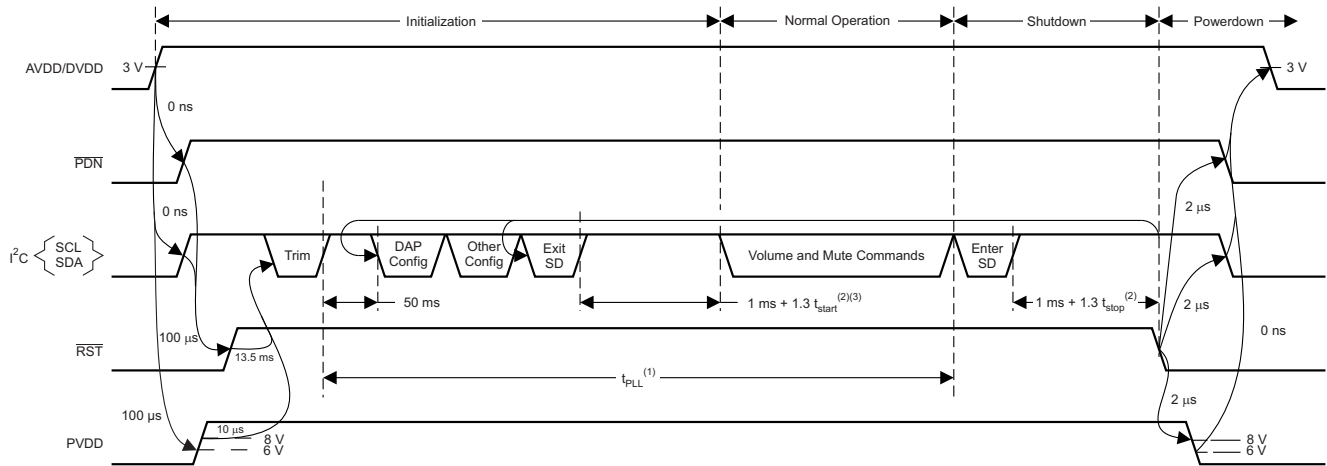 Initialization
Normal Operation
Shutdown
Powerdown
AVDD/DVDD
3 V
3 V
0 ns
PDN
0 ns
2 μs
I²C
SCL
SDA
Trim
DAP
Config
Other
Config
Exit
SD
Volume and Mute Commands
Enter
SD
50 ms
1 ms + 1.3 tstart(2)(3)
1 ms + 1.3 tstop(2)
2 μs
100 μs
0 ns
RST
13.5 ms
tPLL(1)
2 μs
100 μs
10 μs
PVDD
8 V
6 V
8 V
6 V